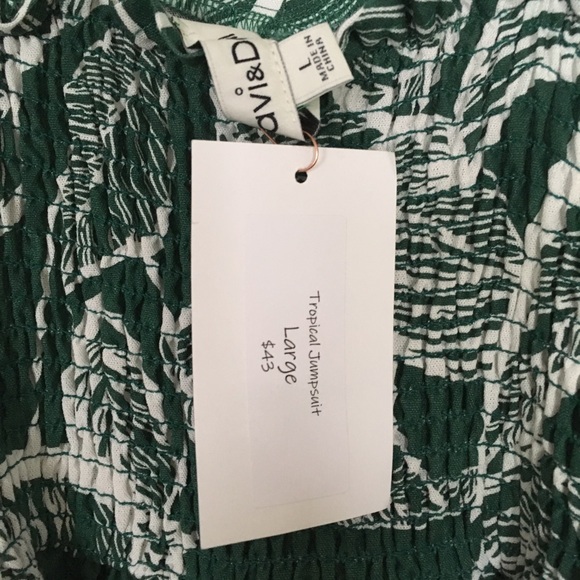 L
MADE IN
CHINA
Tropical Jumpsuit
Large
$43